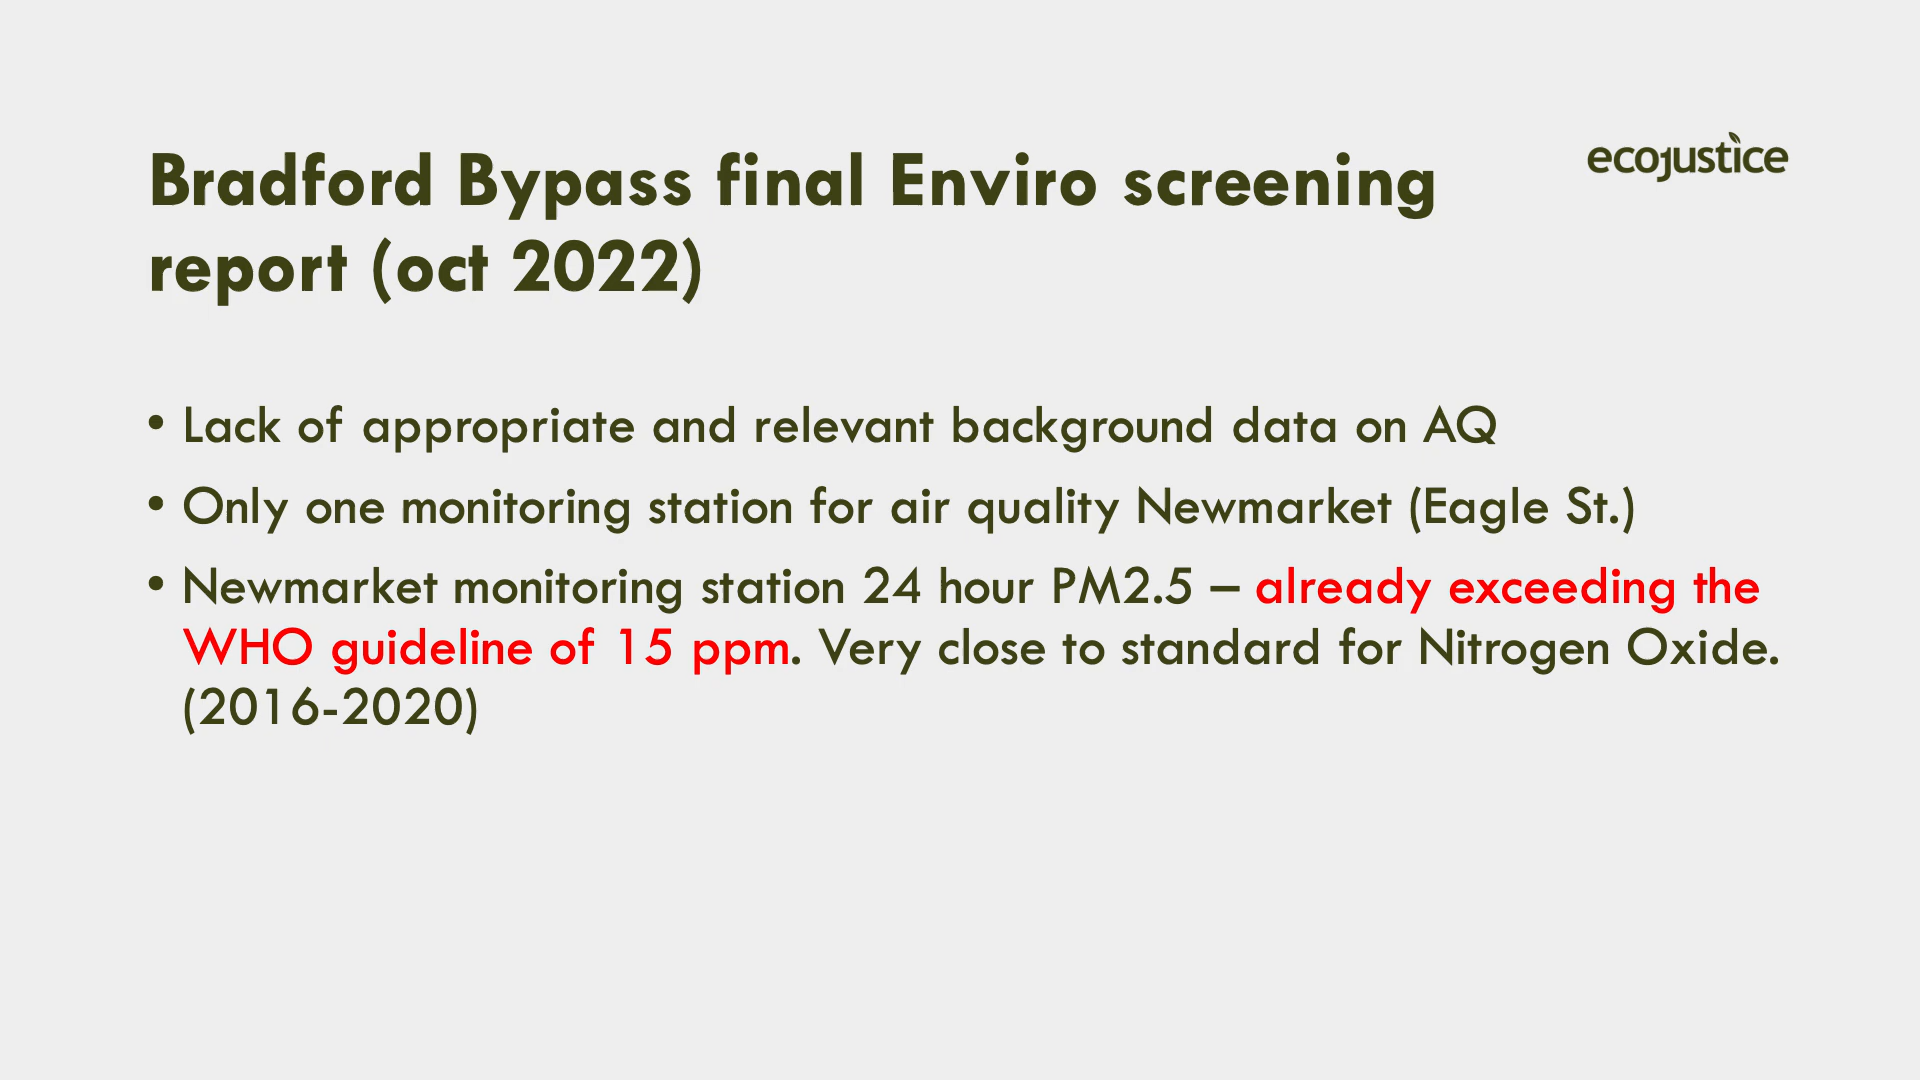 Bradford Bypass final Enviro screening
report (oct 2022)
ecojustice
• Lack of appropriate and relevant background data on AQ
• Only one monitoring station for air quality Newmarket (Eagle St.)
• Newmarket monitoring station 24 hour PM2.5 – already exceeding the
WHO guideline of 15 ppm. Very close to standard for Nitrogen Oxide.
(2016-2020)